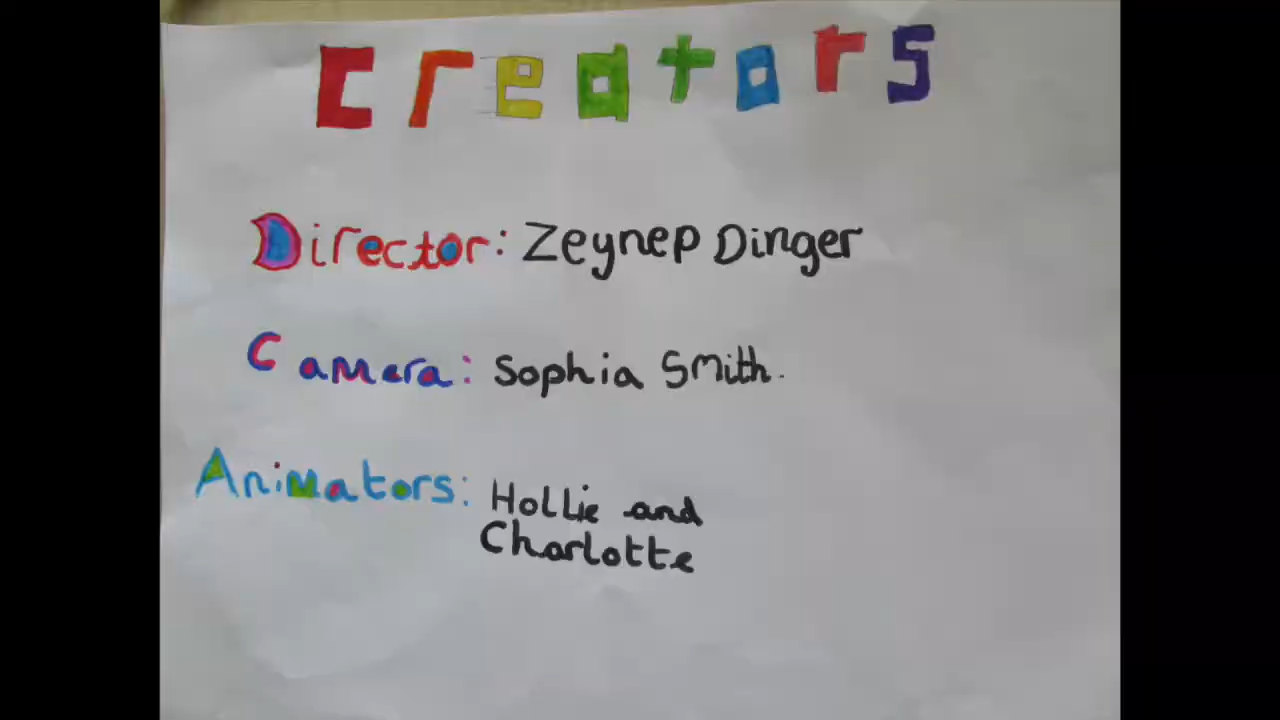 Creators
Director: Zeynep Dinger
Camera: Sophia Smith.
Animators: Hollie and
Charlotte